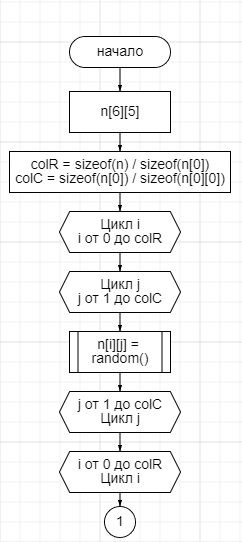 начало
n[6][5]
colR = sizeof(n) / sizeof(n[0])
colC = sizeof(n[0]) / sizeof(n[0][0])
Цикл i
i от 0 до colR
Цикл j
j от 1 до colC
n[i][j] =
random()
j от 1 до colC
Цикл j
i от 0 до colR
Цикл i
1